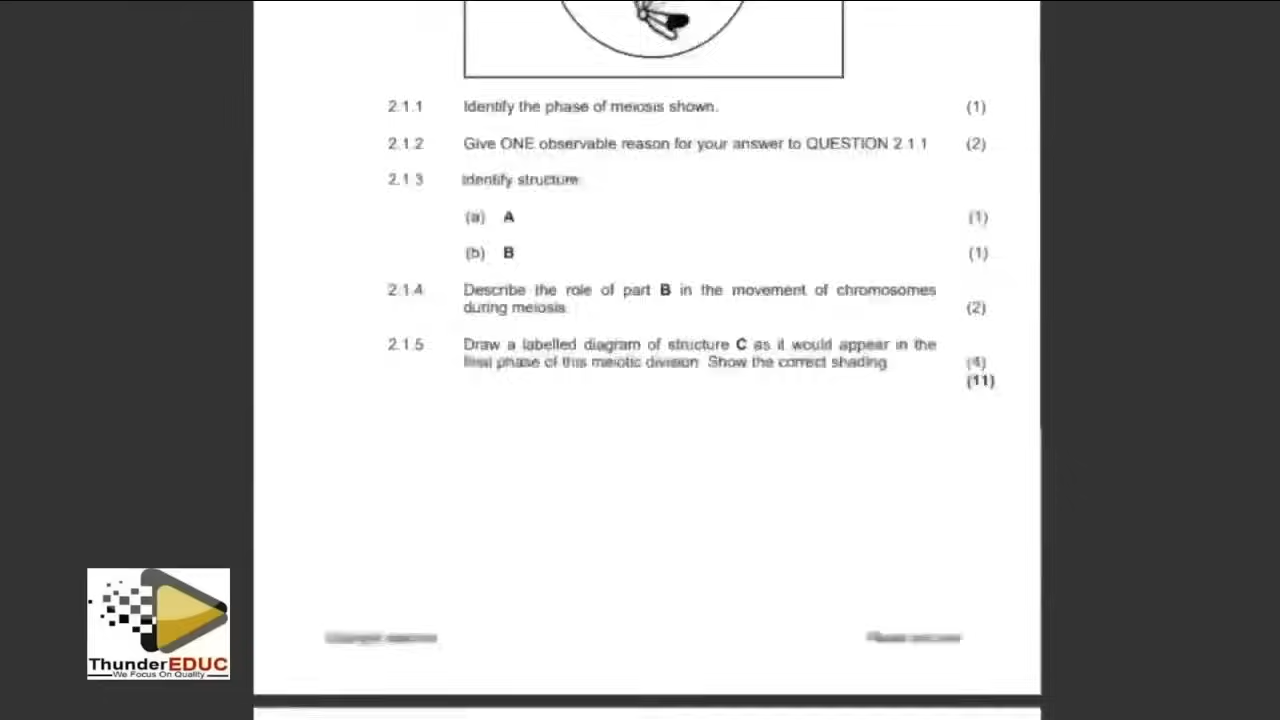 2.1.1 Identify the phase of meiosis shown. (1)
2.1.2 Give ONE observable reason for your answer to QUESTION 2.1.1 (2)
2.1.3 Identify structure
(a) A (1)
(b) B (1)
2.1.4 Describe the role of part B in the movement of chromosomes
during meiosis (2)
2.1.5 Draw a labelled diagram of structure C as it would appear in the
final phase of this meiotic division Show the correct shading (4)
(11)
ThunderEDUC
We Focus On Quality